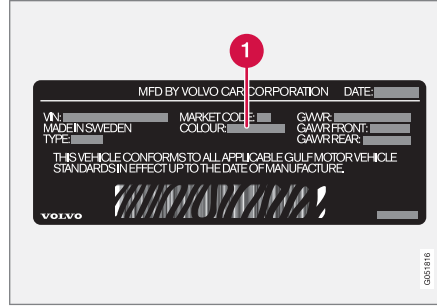 1
MFD BY VOLVO CAR CORPORATION DATE:
VIN: MARKET CODE: GVWR:
MADE IN SWEDEN COLOUR: GAWR FRONT:
TYPE: GAWR REAR:
THIS VEHICLE CONFORMS TO ALL APPLICABLE GULF MOTOR VEHICLE
STANDARDS IN EFFECT UP TO THE DATE OF MANUFACTURE.
VOLVO
G051816